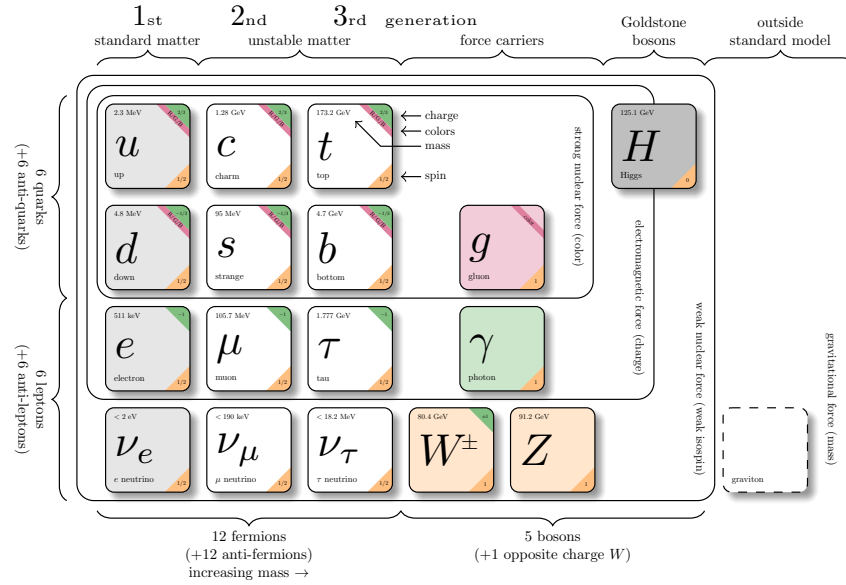 1st 2nd 3rd generation
standard matter
unstable matter
force carriers
Goldstone
bosons
outside
standard model
6 quarks
(+6 anti-quarks)
6 leptons
(+6 anti-leptons)
2.3 MeV
2/3
R/G/B
u
up
1/2
1.28 GeV
2/3
R/G/B
c
charm
1/2
173.2 GeV
2/3
R/G/B
t
top
1/2
charge
colors
mass
spin
125.1 GeV
H
Higgs
0
4.8 MeV
−1/3
R/G/B
d
down
1/2
95 MeV
−1/3
R/G/B
s
strange
1/2
4.7 GeV
−1/3
R/G/B
b
bottom
1/2
color
g
gluon
1
strong nuclear force (color)
511 keV
−1
e
electron
1/2
105.7 MeV
−1
μ
muon
1/2
1.777 GeV
−1
τ
tau
1/2
γ
photon
1
electromagnetic force (charge)
< 2 eV
νe
e neutrino
1/2
< 190 keV
νμ
μ neutrino
1/2
< 18.2 MeV
ντ
τ neutrino
1/2
80.4 GeV
±1
W±
1
91.2 GeV
Z
1
weak nuclear force (weak isospin)
graviton
gravitational force (mass)
12 fermions
(+12 anti-fermions)
increasing mass →
5 bosons
(+1 opposite charge W)